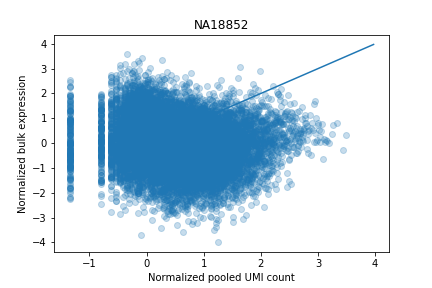 NA18852
4
3
2
1
0
−1
−2
−3
−4
Normalized bulk expression
−1 0 1 2 3 4
Normalized pooled UMI count